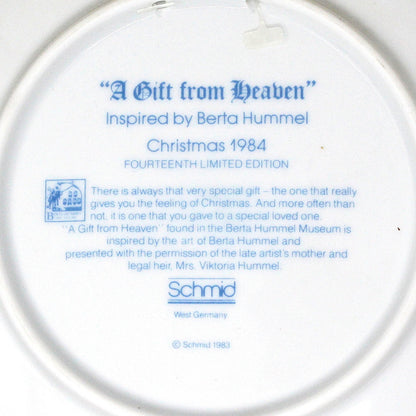 "A Gift from Heaven"
Inspired by Berta Hummel
Christmas 1984
FOURTEENTH LIMITED EDITION
There is always that very special gift – the one that really
gives you the feeling of Christmas. And more often than
not, it is one that you gave to a special loved one.
"A Gift from Heaven" found in the Berta Hummel Museum is
inspired by the art of Berta Hummel and
presented with the permission of the late artist's mother and
legal heir, Mrs. Viktoria Hummel.
Schmid
West Germany
© Schmid 1983